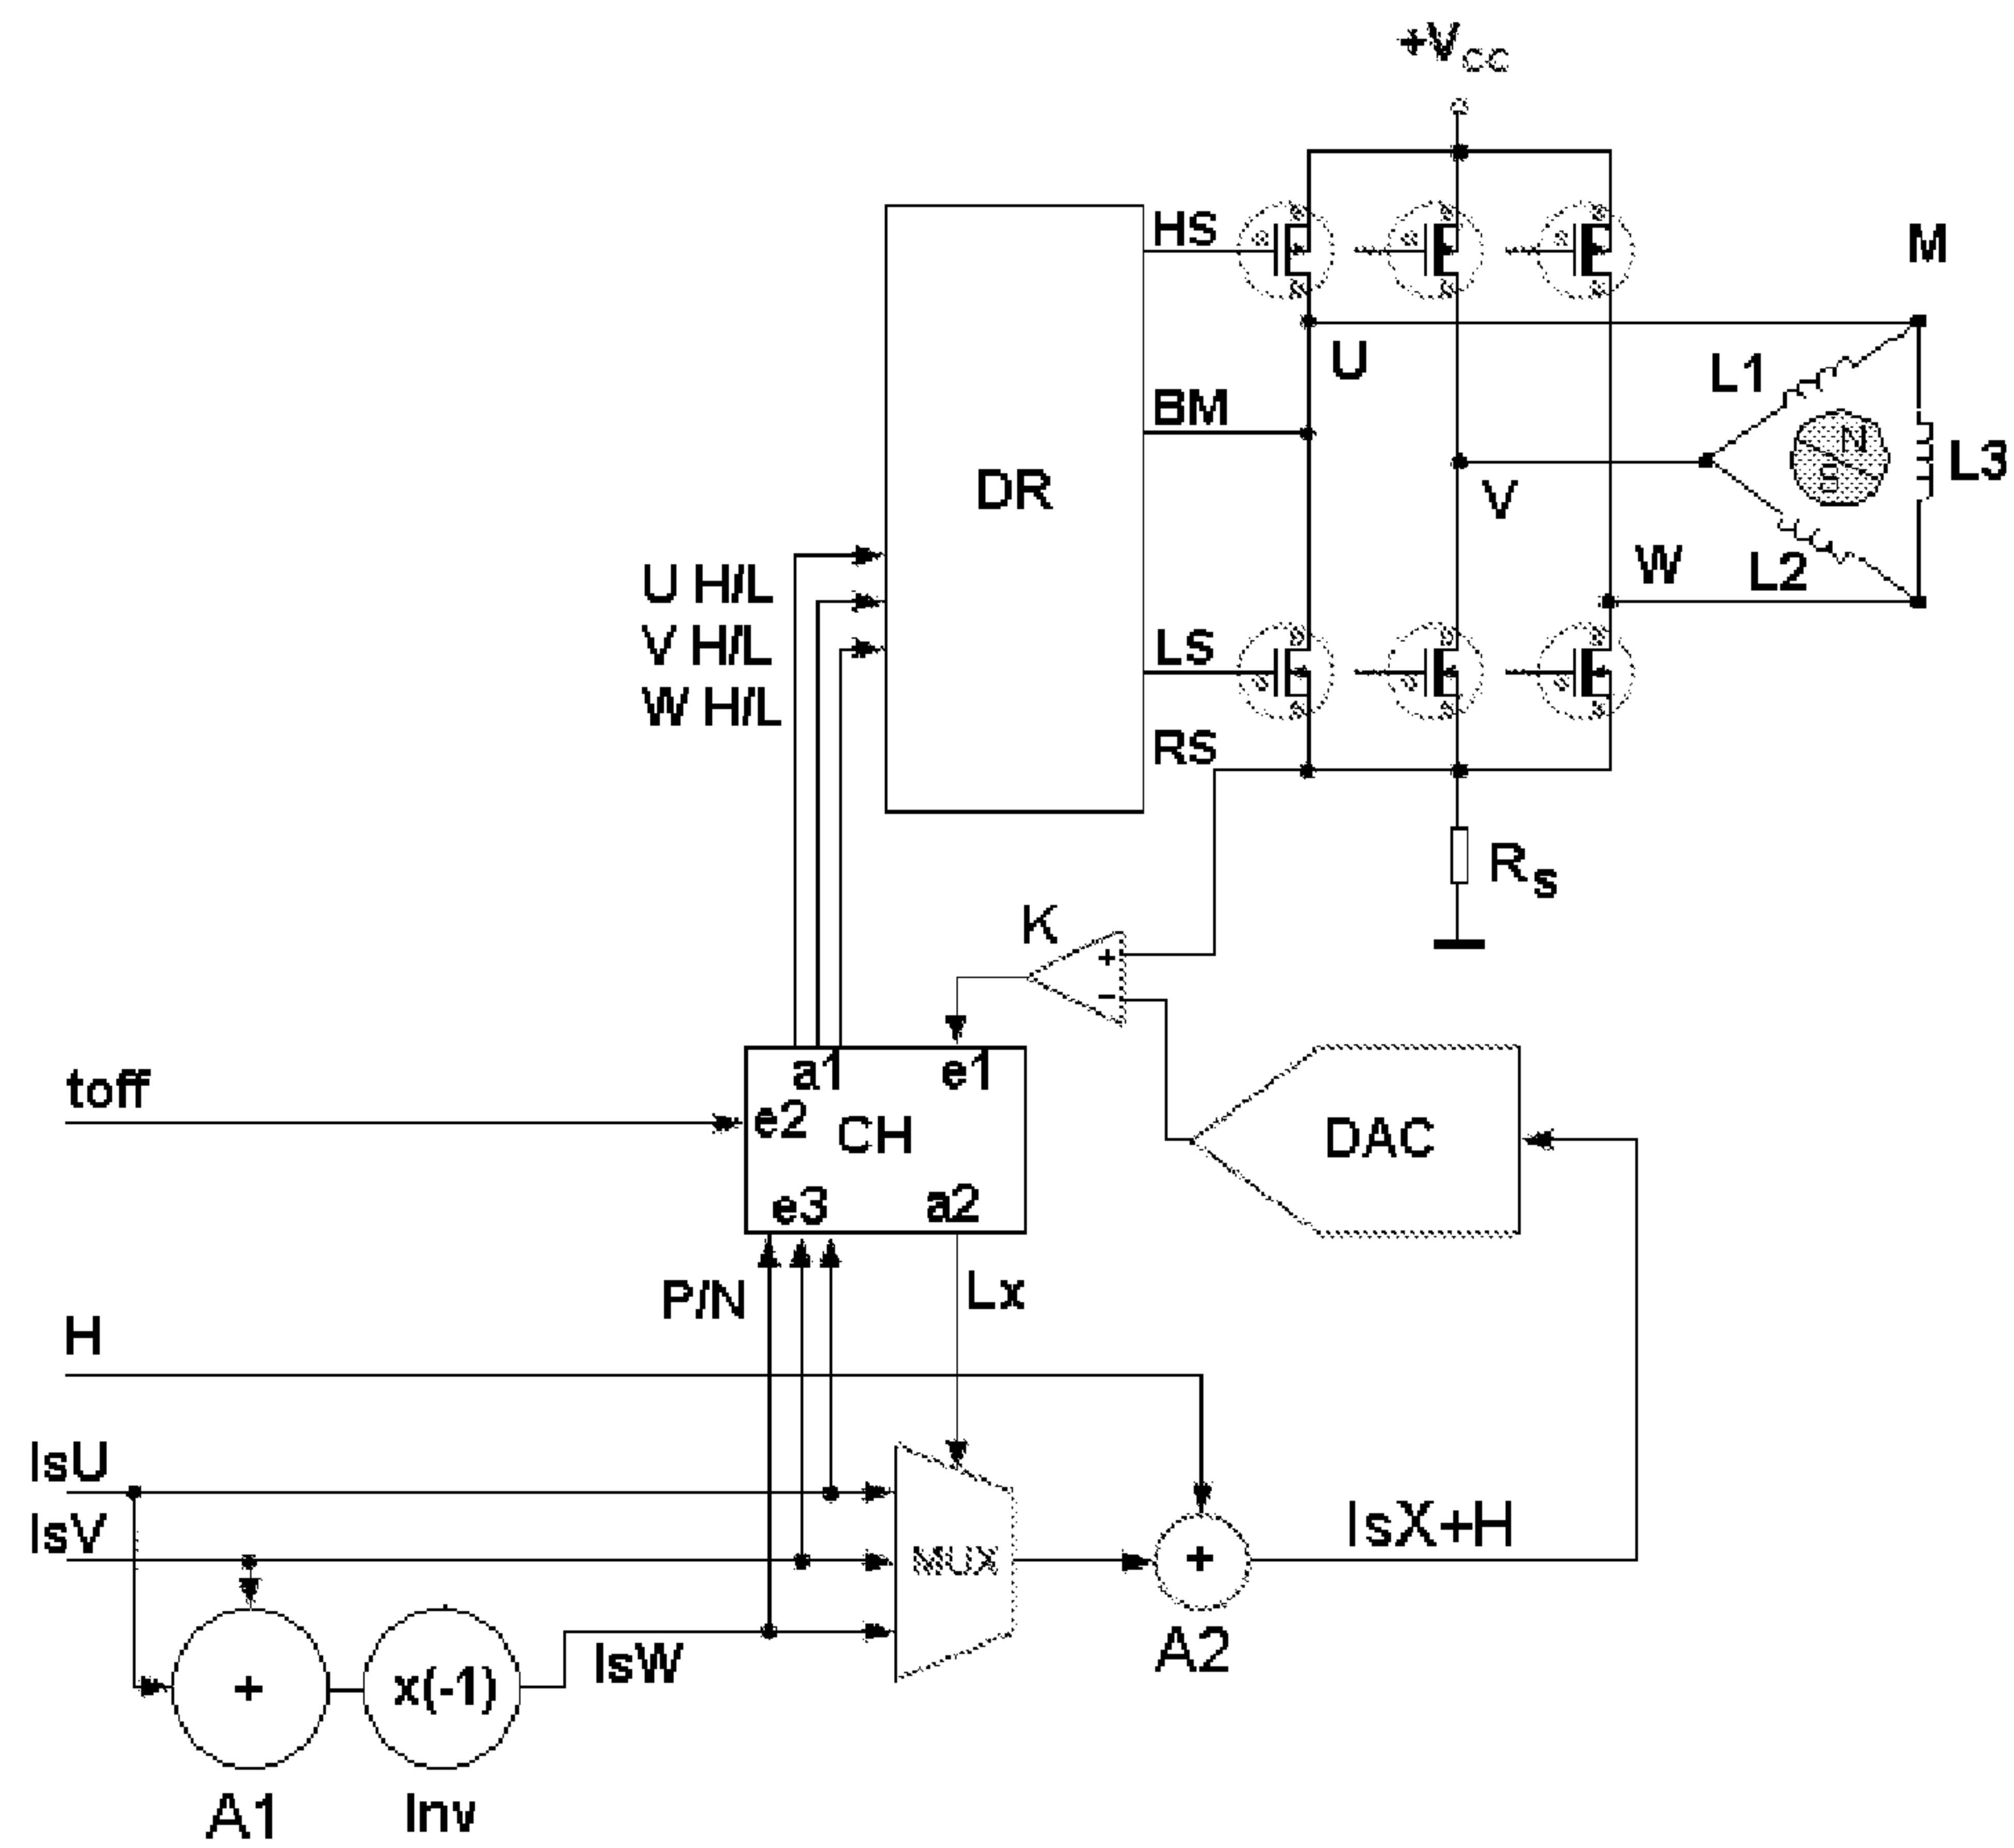 +Vcc
M
HS
U
L1
BM
N
S
L3
DR
V
W
L2
U H/L
V H/L
W H/L
LS
RS
Rs
K
+
-
toff
a1
e1
e2
CH
DAC
e3
a2
P/N
Lx
H
IsU
IsV
MUX
IsX+H
+
A2
IsW
+
x(-1)
A1
Inv